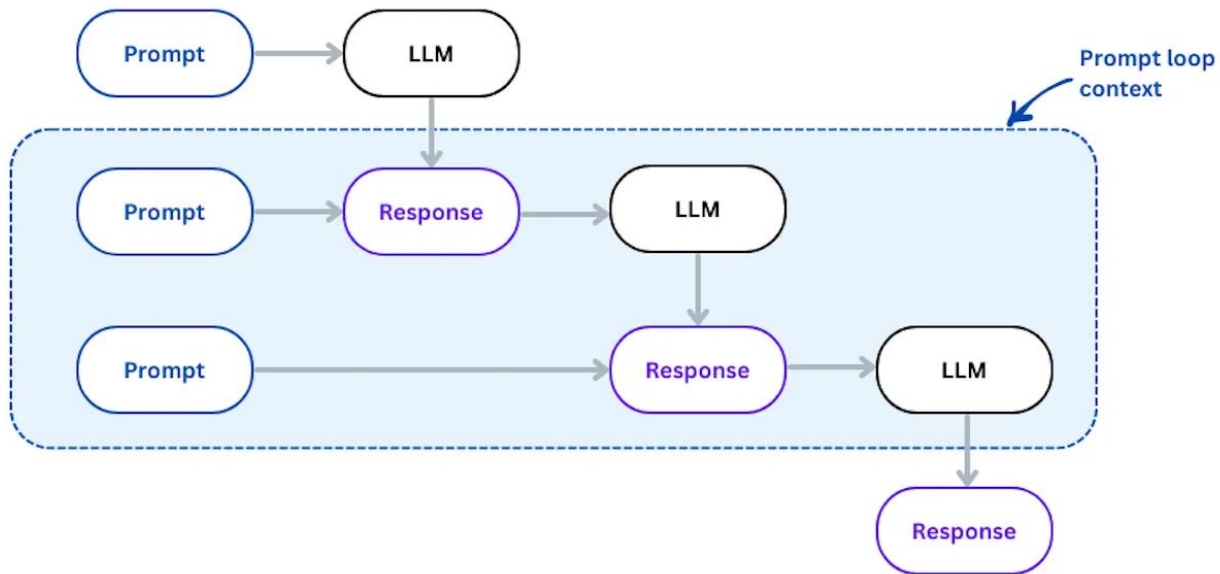 Prompt
LLM
Prompt loop
context
Prompt
Response
LLM
Prompt
Response
LLM
Response